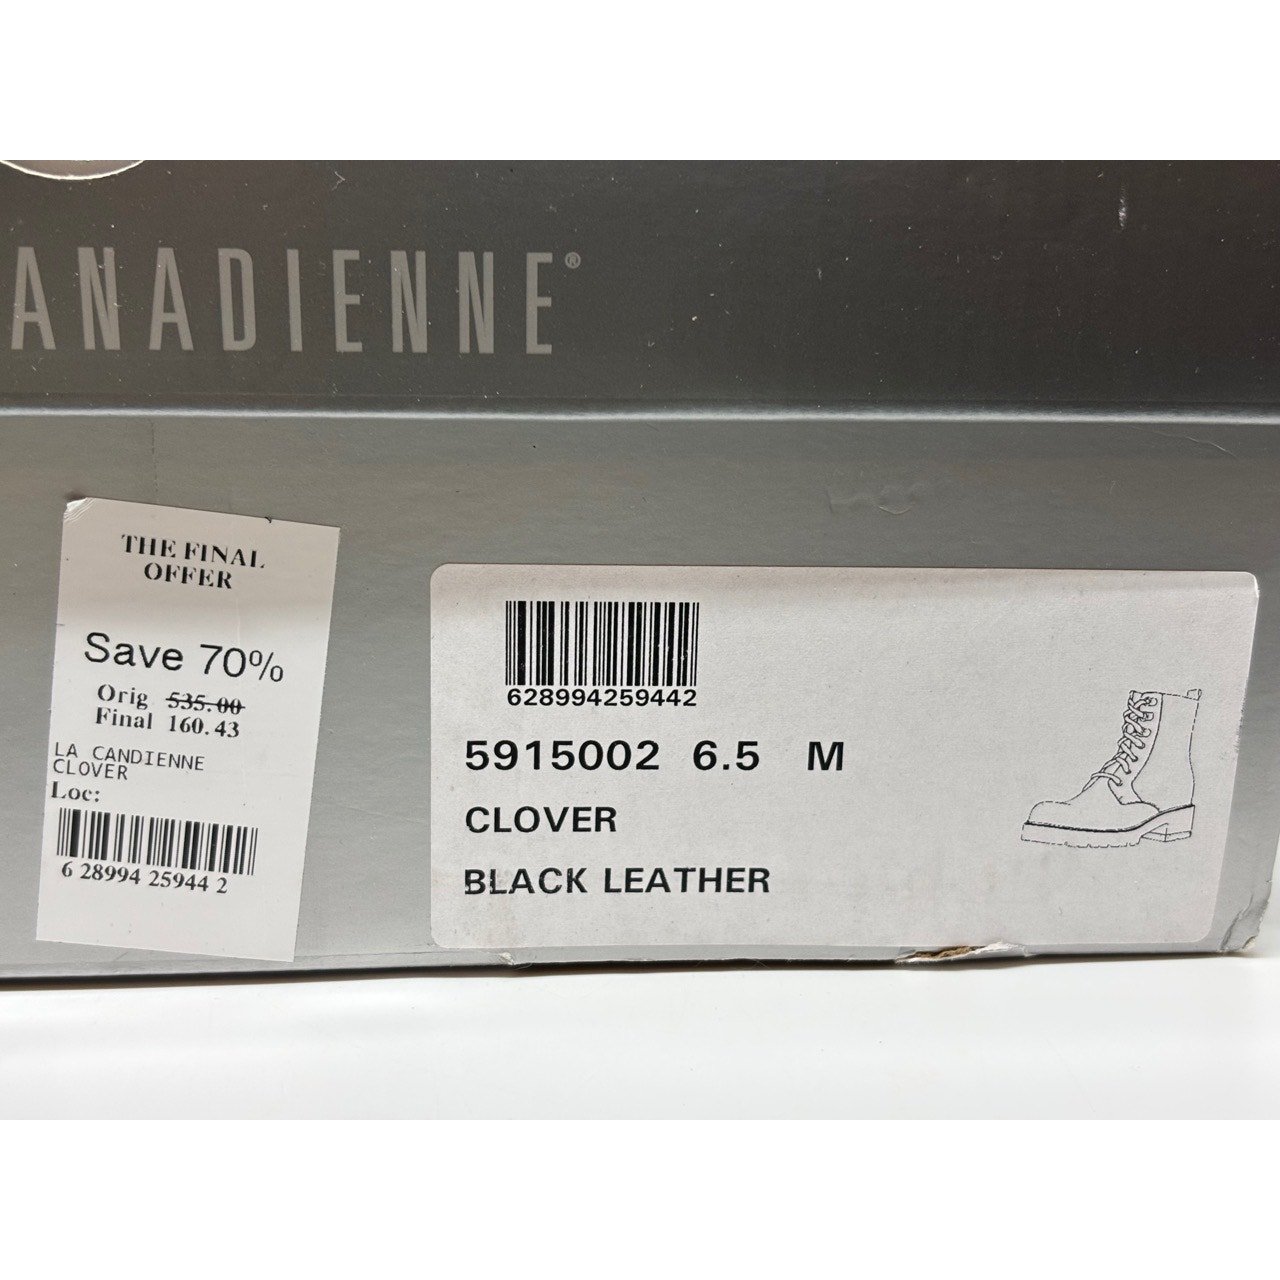 ANADIENNE®
THE FINAL
OFFER
Save 70%
Orig 535.00
Final 160.43
LA CANDIENNE
CLOVER
Loc:
6 28994 25944 2
628994259442
5915002 6.5 M
CLOVER
BLACK LEATHER